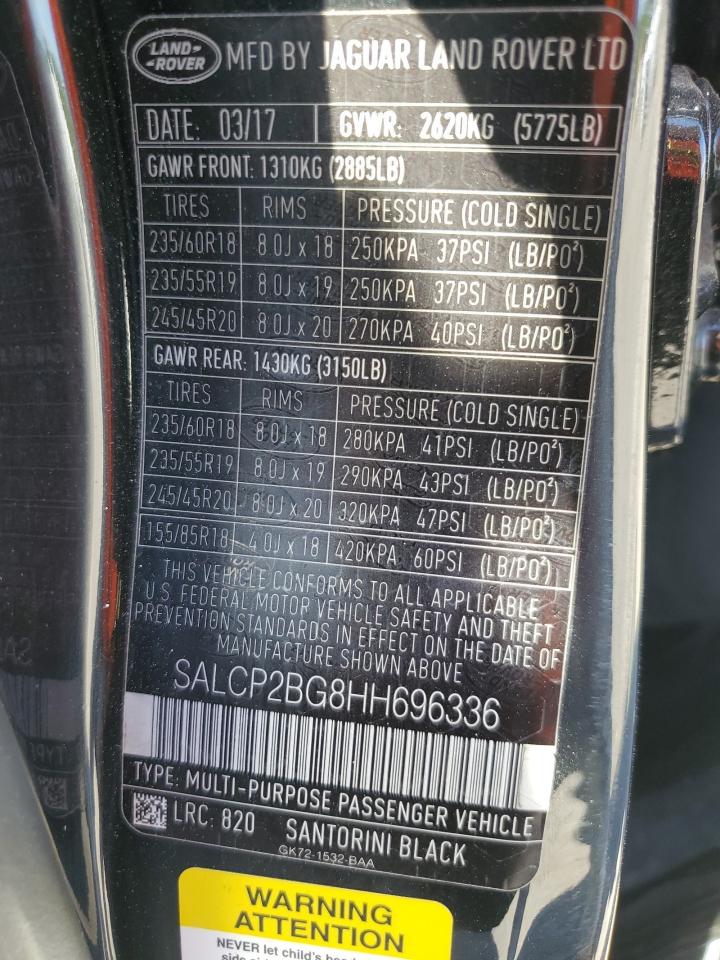 LAND-
-ROVER
MFD BY JAGUAR LAND ROVER LTD
DATE: 03/17 GVWR: 2620KG (5775LB)
GAWR FRONT: 1310KG (2885LB)
TIRES RIMS PRESSURE (COLD SINGLE)
235/60R18 8.0J x 18 250KPA 37PSI (LB/PO²)
235/55R19 8.0J x 19 250KPA 37PSI (LB/PO²)
245/45R20 8.0J x 20 270KPA 40PSI (LB/PO²)
GAWR REAR: 1430KG (3150LB)
TIRES RIMS PRESSURE (COLD SINGLE)
235/60R18 8.0J x 18 280KPA 41PSI (LB/PO²)
235/55R19 8.0J x 19 290KPA 43PSI (LB/PO²)
245/45R20 8.0J x 20 320KPA 47PSI (LB/PO²)
155/85R18 4.0J x 18 420KPA 60PSI (LB/PO²)
THIS VEHICLE CONFORMS TO ALL APPLICABLE
U.S. FEDERAL MOTOR VEHICLE SAFETY AND THEFT
PREVENTION STANDARDS IN EFFECT ON THE DATE OF
MANUFACTURE SHOWN ABOVE
SALCP2BG8HH696336
TYPE: MULTI-PURPOSE PASSENGER VEHICLE
LRC: 820 SANTORINI BLACK
GK72-1532-BAA
WARNING
ATTENTION
NEVER let child's